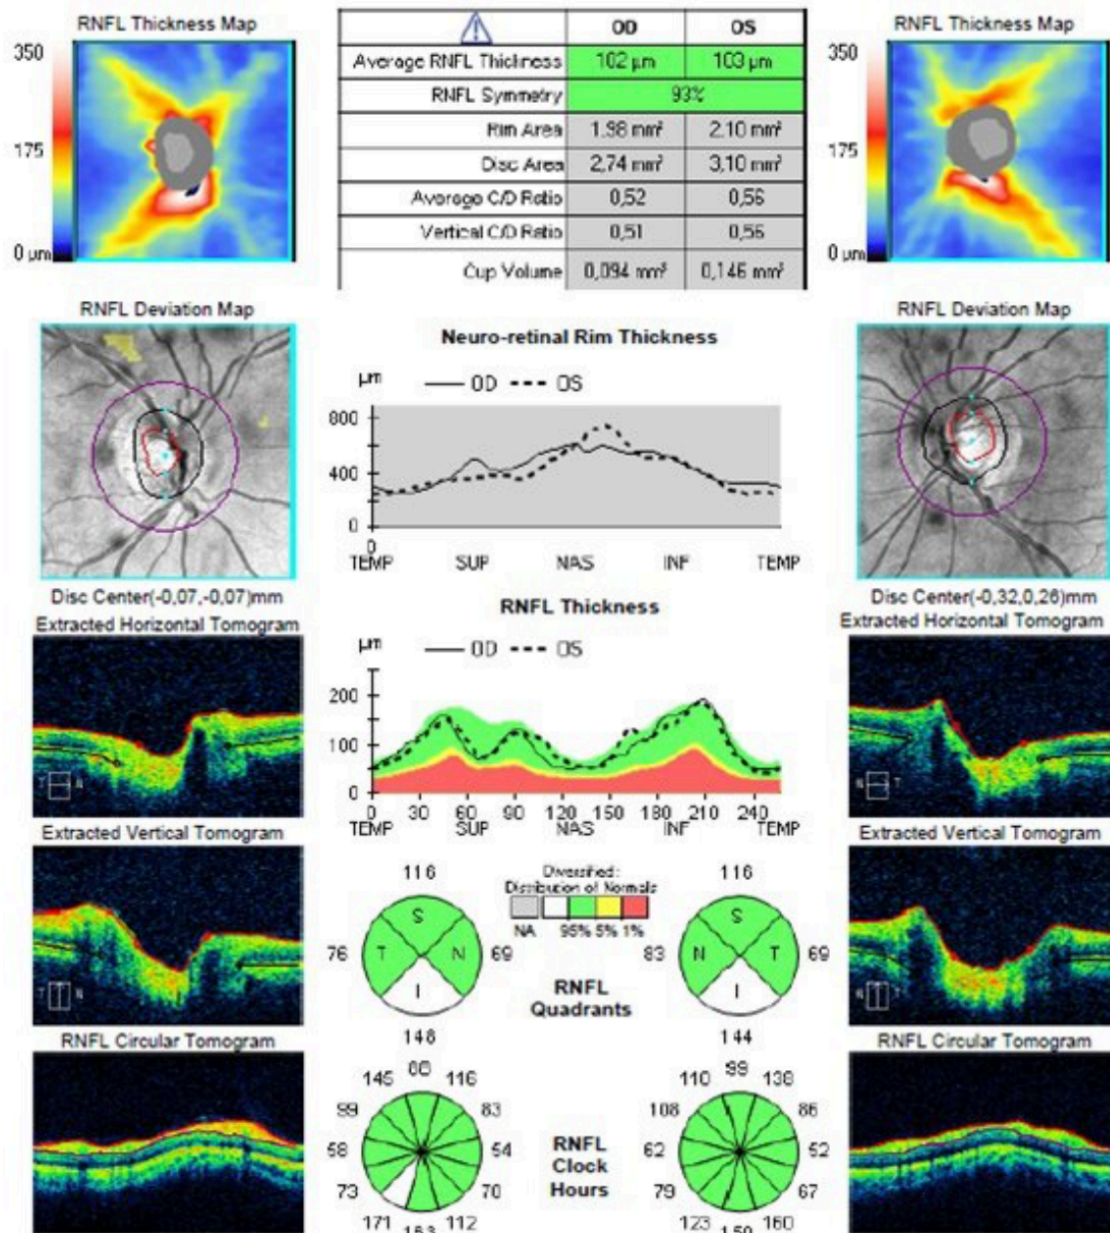 RNFL Thickness Map
RNFL Thickness Map
350
175
0 µm
OD OS
Average RNFL Thickness 102 µm 103 µm
RNFL Symmetry 93%
Rim Area 1,98 mm² 2,10 mm²
Disc Area 2,74 mm² 3,10 mm²
Average C/D Ratio 0,52 0,56
Vertical C/D Ratio 0,51 0,56
Cup Volume 0,094 mm³ 0,146 mm³
350
175
0 µm
RNFL Deviation Map
RNFL Deviation Map
Neuro-retinal Rim Thickness
µm OD OS
800
400
0
0
TEMP SUP NAS INF TEMP
Disc Center(-0,07,-0,07)mm
Disc Center(-0,32,0,26)mm
Extracted Horizontal Tomogram
Extracted Horizontal Tomogram
RNFL Thickness
µm OD OS
200
100
0
0 30 60 90 120 150 180 210 240
TEMP SUP NAS INF TEMP
T N
N T
Extracted Vertical Tomogram
Extracted Vertical Tomogram
116
S
76 T N 69
I
148
Diversified:
Distribution of Normals
NA 95% 5% 1%
RNFL
Quadrants
116
S
83 N T 69
I
144
RNFL Circular Tomogram
RNFL Circular Tomogram
145 116
99 83
58 54
73 70
171 112
RNFL
Clock
Hours
110 99 138
108 86
62 52
79 67
123 160